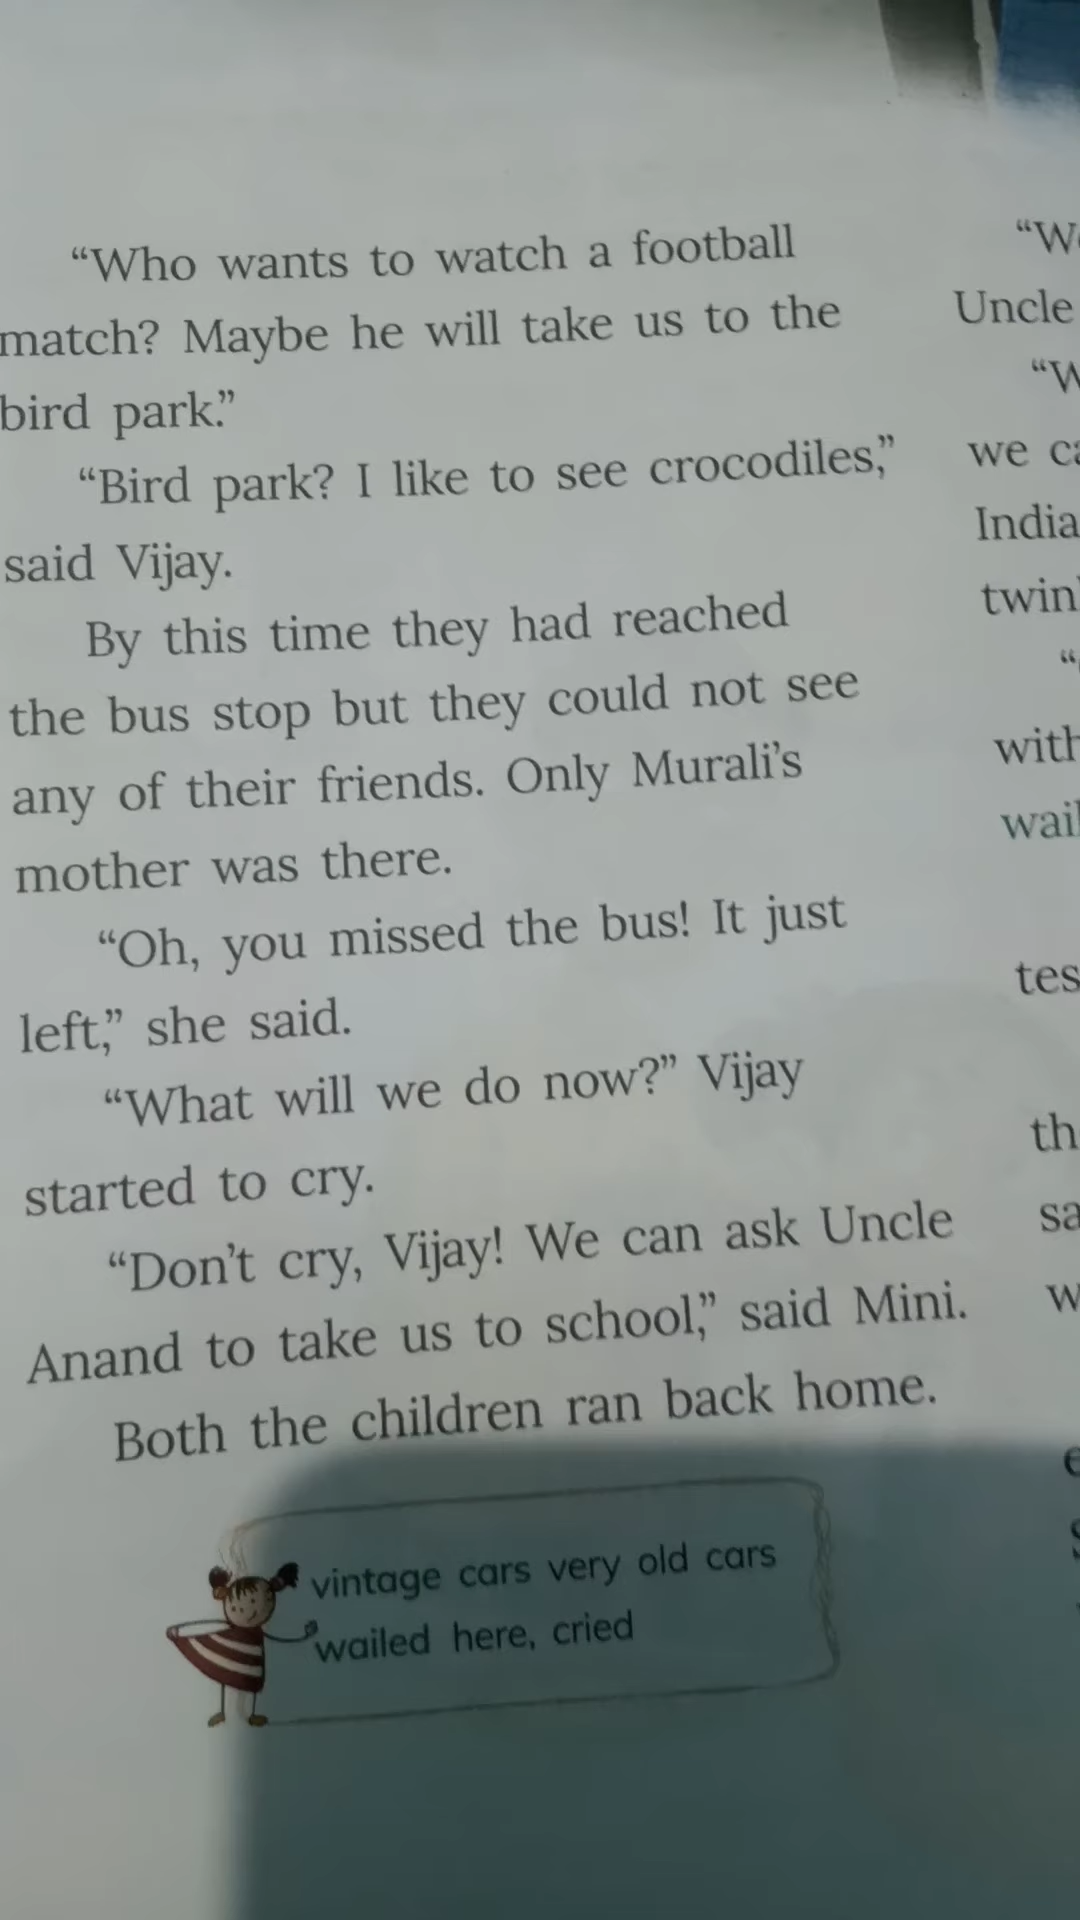 “Who wants to watch a football
match? Maybe he will take us to the
bird park.”
“Bird park? I like to see crocodiles,”
said Vijay.
By this time they had reached
the bus stop but they could not see
any of their friends. Only Murali’s
mother was there.
“Oh, you missed the bus! It just
left,” she said.
“What will we do now?” Vijay
started to cry.
“Don’t cry, Vijay! We can ask Uncle
Anand to take us to school,” said Mini.
Both the children ran back home.
vintage cars very old cars
wailed here, cried
Uncle
we
India